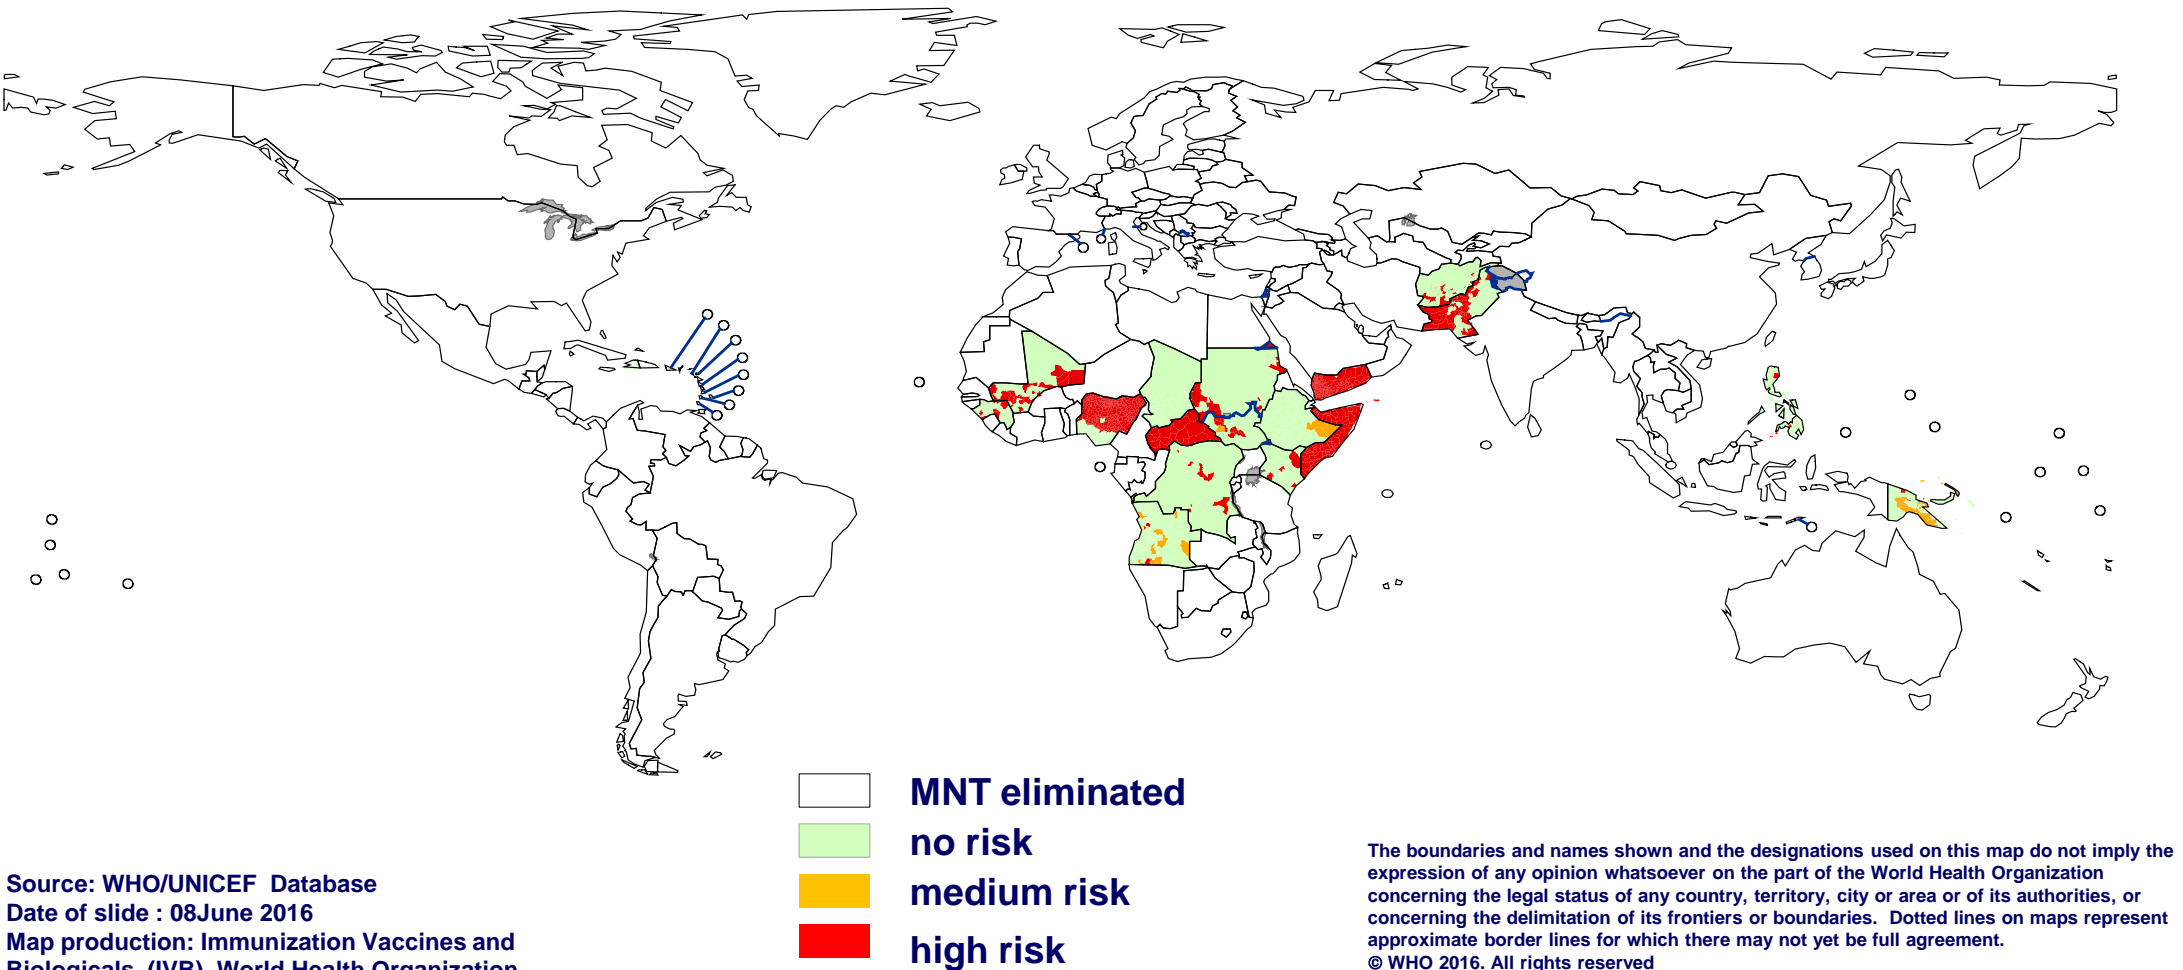 MNT eliminated
no risk
medium risk
high risk
Source: WHO/UNICEF  Database
Date of slide : 08June 2016
Map production: Immunization Vaccines and
Biologicals, (IVB), World Health Organization
The boundaries and names shown and the designations used on this map do not imply the
expression of any opinion whatsoever on the part of the World Health Organization
concerning the legal status of any country, territory, city or area or of its authorities, or
concerning the delimitation of its frontiers or boundaries.  Dotted lines on maps represent
approximate border lines for which there may not yet be full agreement.
© WHO 2016. All rights reserved